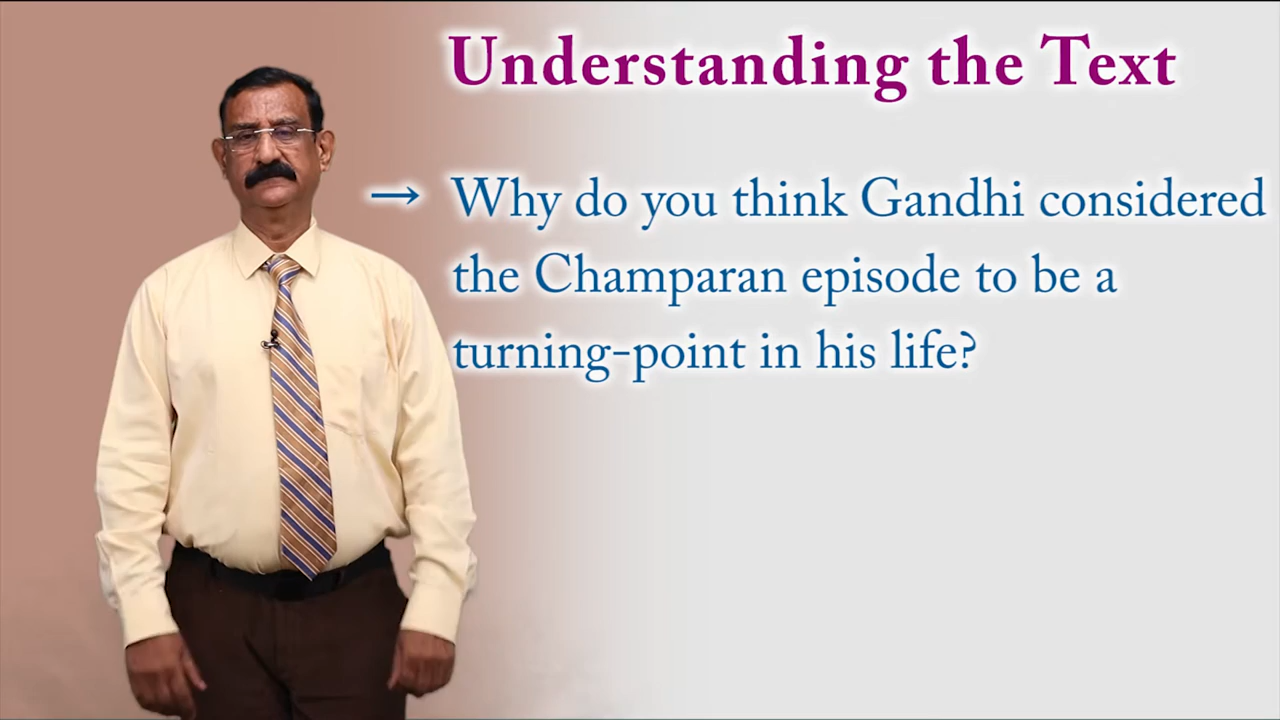 Understanding the Text
→ Why do you think Gandhi considered
the Champaran episode to be a
turning-point in his life?